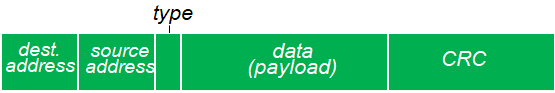 type
dest.
address
source
address
data
(payload)
CRC